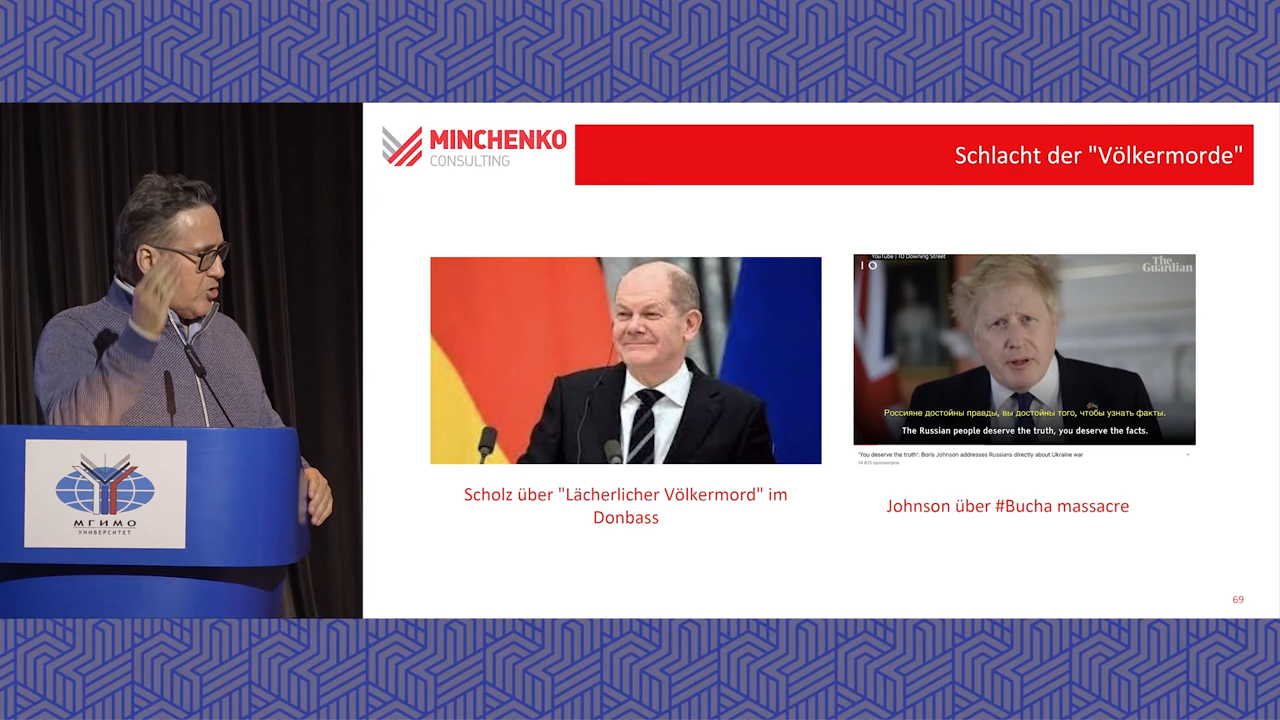 MINCHENKO
CONSULTING
Schlacht der "Völkermorde"
YouTube | 10 Downing Street
10
The
Guardian
Россияне достойны правды, вы достойны того, чтобы узнать факты.
The Russian people deserve the truth, you deserve the facts.
'You deserve the truth': Boris Johnson addresses Russians directly about Ukraine war
Scholz über "Lächerlicher Völkermord" im
Donbass
Johnson über #Bucha massacre
69
МГИМО
УНИВЕРСИТЕТ